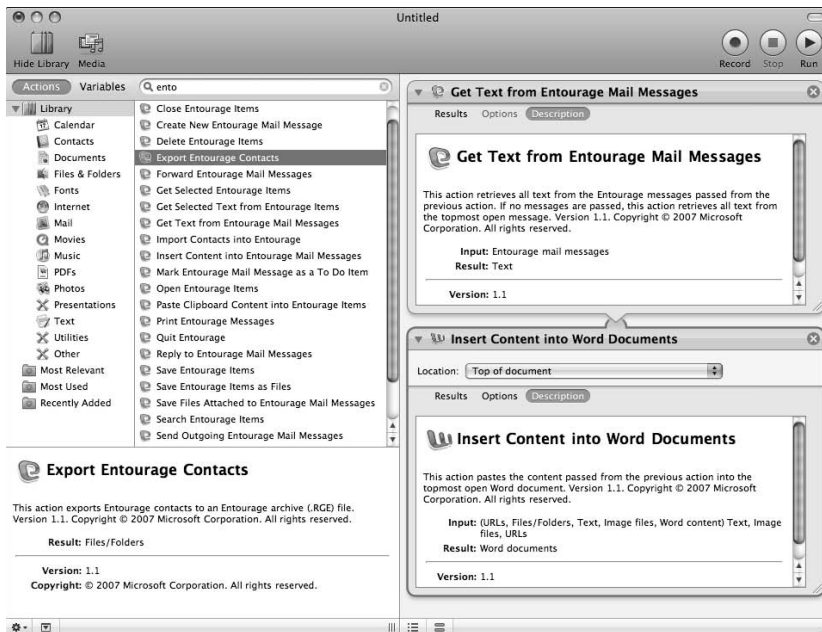 Untitled
Hide Library
Media
Record
Stop
Run
Actions
Variables
ento
Library
Calendar
Contacts
Documents
Files & Folders
Fonts
Internet
Mail
Movies
Music
PDFs
Photos
Presentations
Text
Utilities
Other
Most Relevant
Most Used
Recently Added
Close Entourage Items
Create New Entourage Mail Message
Delete Entourage Items
Export Entourage Contacts
Forward Entourage Mail Messages
Get Selected Entourage Items
Get Selected Text from Entourage Items
Get Text from Entourage Mail Messages
Import Contacts into Entourage
Insert Content into Entourage Mail Messages
Mark Entourage Mail Message as a To Do Item
Open Entourage Items
Paste Clipboard Content into Entourage Items
Print Entourage Messages
Quit Entourage
Reply to Entourage Mail Messages
Save Entourage Items
Save Entourage Items as Files
Save Files Attached to Entourage Mail Messages
Search Entourage Items
Send Outgoing Entourage Mail Messages
Export Entourage Contacts
This action exports Entourage contacts to an Entourage archive (.RGE) file.
Version 1.1. Copyright © 2007 Microsoft Corporation. All rights reserved.
Result: Files/Folders
Version: 1.1
Copyright: © 2007 Microsoft Corporation. All rights reserved.
Get Text from Entourage Mail Messages
Results Options Description
Get Text from Entourage Mail Messages
This action retrieves all text from the Entourage messages passed from the
previous action. If no messages are passed, this action retrieves all text from
the topmost open message. Version 1.1. Copyright © 2007 Microsoft
Corporation. All rights reserved.
Input: Entourage mail messages
Result: Text
Version: 1.1
Insert Content into Word Documents
Location: Top of document
Results Options Description
Insert Content into Word Documents
This action pastes the content passed from the previous action into the
topmost open Word document. Version 1.1. Copyright © 2007 Microsoft
Corporation. All rights reserved.
Input: (URLs, Files/Folders, Text, Image files, Word content) Text, Image
files, URLs
Result: Word documents
Version: 1.1